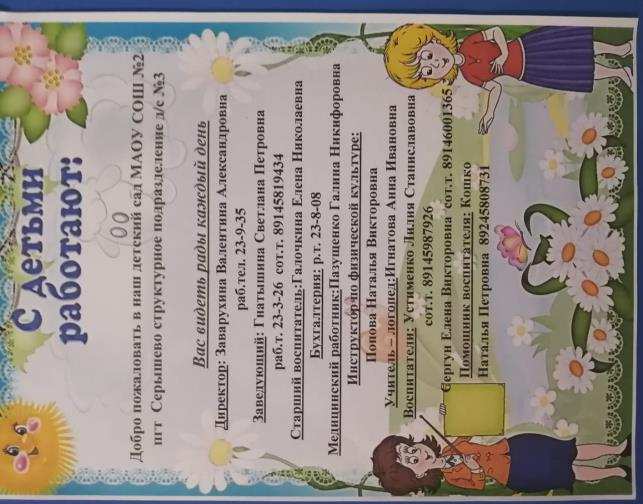 С детьми
работают:
Добро пожаловать в наш детский сад МАОУ СОШ №2
пгт Серышево структурное подразделение д/с №3
Вас видеть рады каждый день
Директор: Заварухина Валентина Александровна
раб.тел. 23-9-35
Заведующий: Гнатышина Светлана Петровна
раб.т. 23-3-26 сот.т. 89145819434
Старший воспитатель:Галочкина Елена Николаевна
Бухгалтерия: р.т. 23-8-08
Медицинский работник:Пазущенко Галина Никифоровна
Инструктор по физической культуре:
Попова Наталья Викторовна
Учитель – логопед:Игнатова Анна Ивановна
Воспитатели: Устименко Лилия Станиславовна
сот.т. 89145987926
Сергун Елена Викторовна сот.т. 89146001365
Помощник воспитателя: Кошко
Наталья Петровна 89245808731